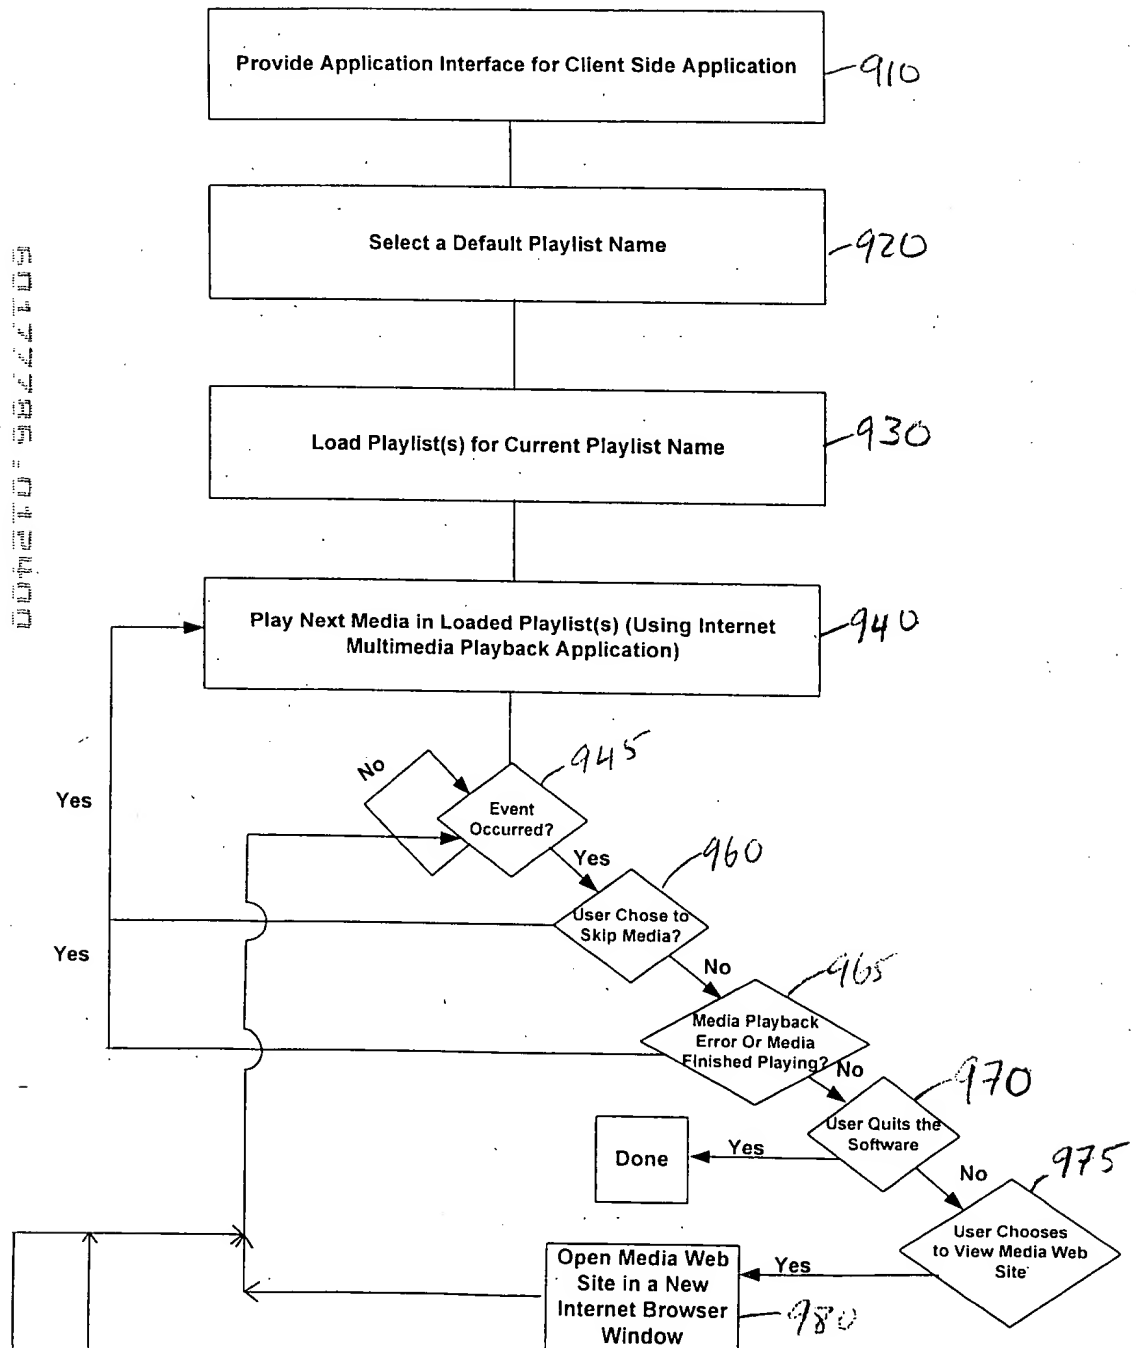 Provide Application Interface for Client Side Application
910
Select a Default Playlist Name
920
Load Playlist(s) for Current Playlist Name
930
Play Next Media in Loaded Playlist(s) (Using Internet
Multimedia Playback Application)
940
945
No
Event
Occurred?
Yes
Yes
960
User Chose to
Skip Media?
Yes
No
965
Media Playback
Error Or Media
Finished Playing?
No
970
User Quits the
Software
Yes
Done
No
975
User Chooses
to View Media Web
Site
Yes
Open Media Web
Site in a New
Internet Browser
Window
980